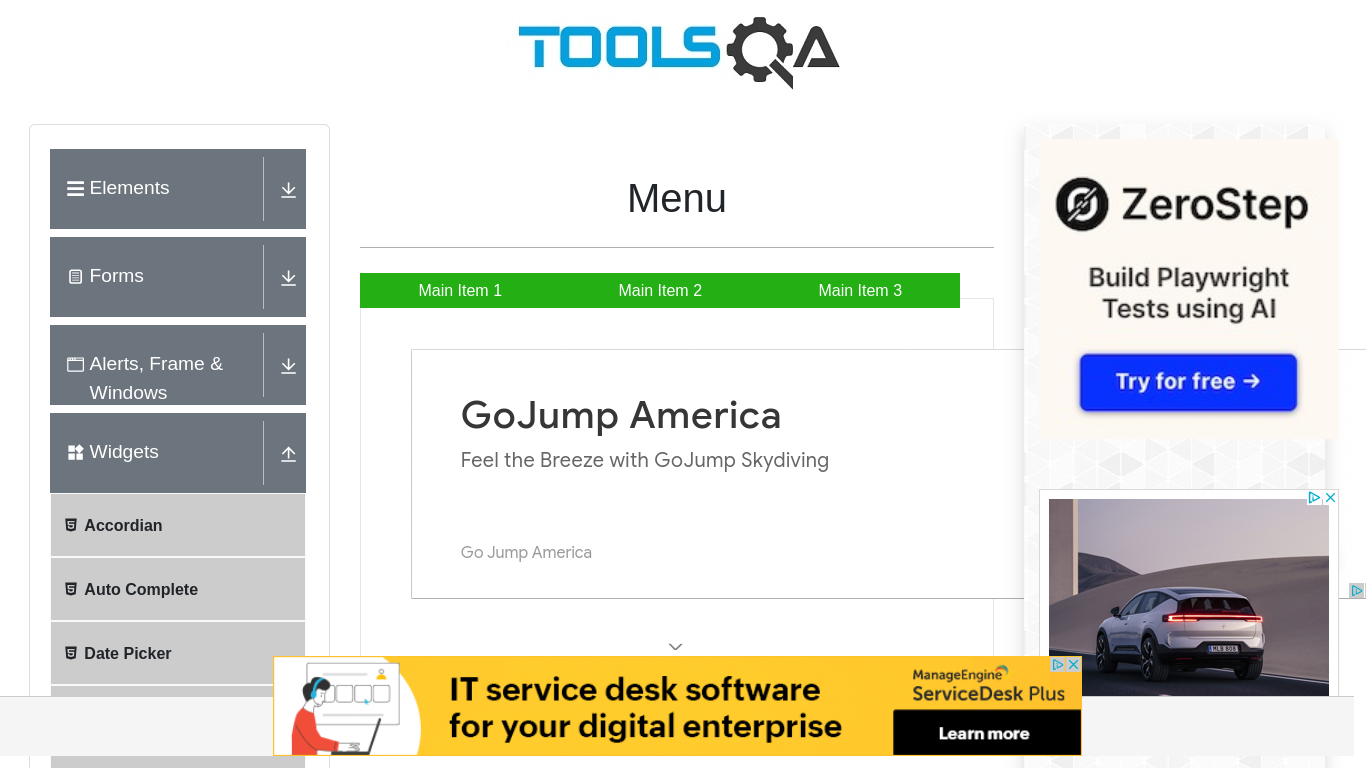 TOOLSQA
Elements
Forms
Alerts, Frame &
Windows
Widgets
Accordian
Auto Complete
Date Picker
Menu
Main Item 1
Main Item 2
Main Item 3
GoJump America
Feel the Breeze with GoJump Skydiving
Go Jump America
ZeroStep
Build Playwright
Tests using AI
Try for free →
IT service desk software
for your digital enterprise
ManageEngine
ServiceDesk Plus
Learn more